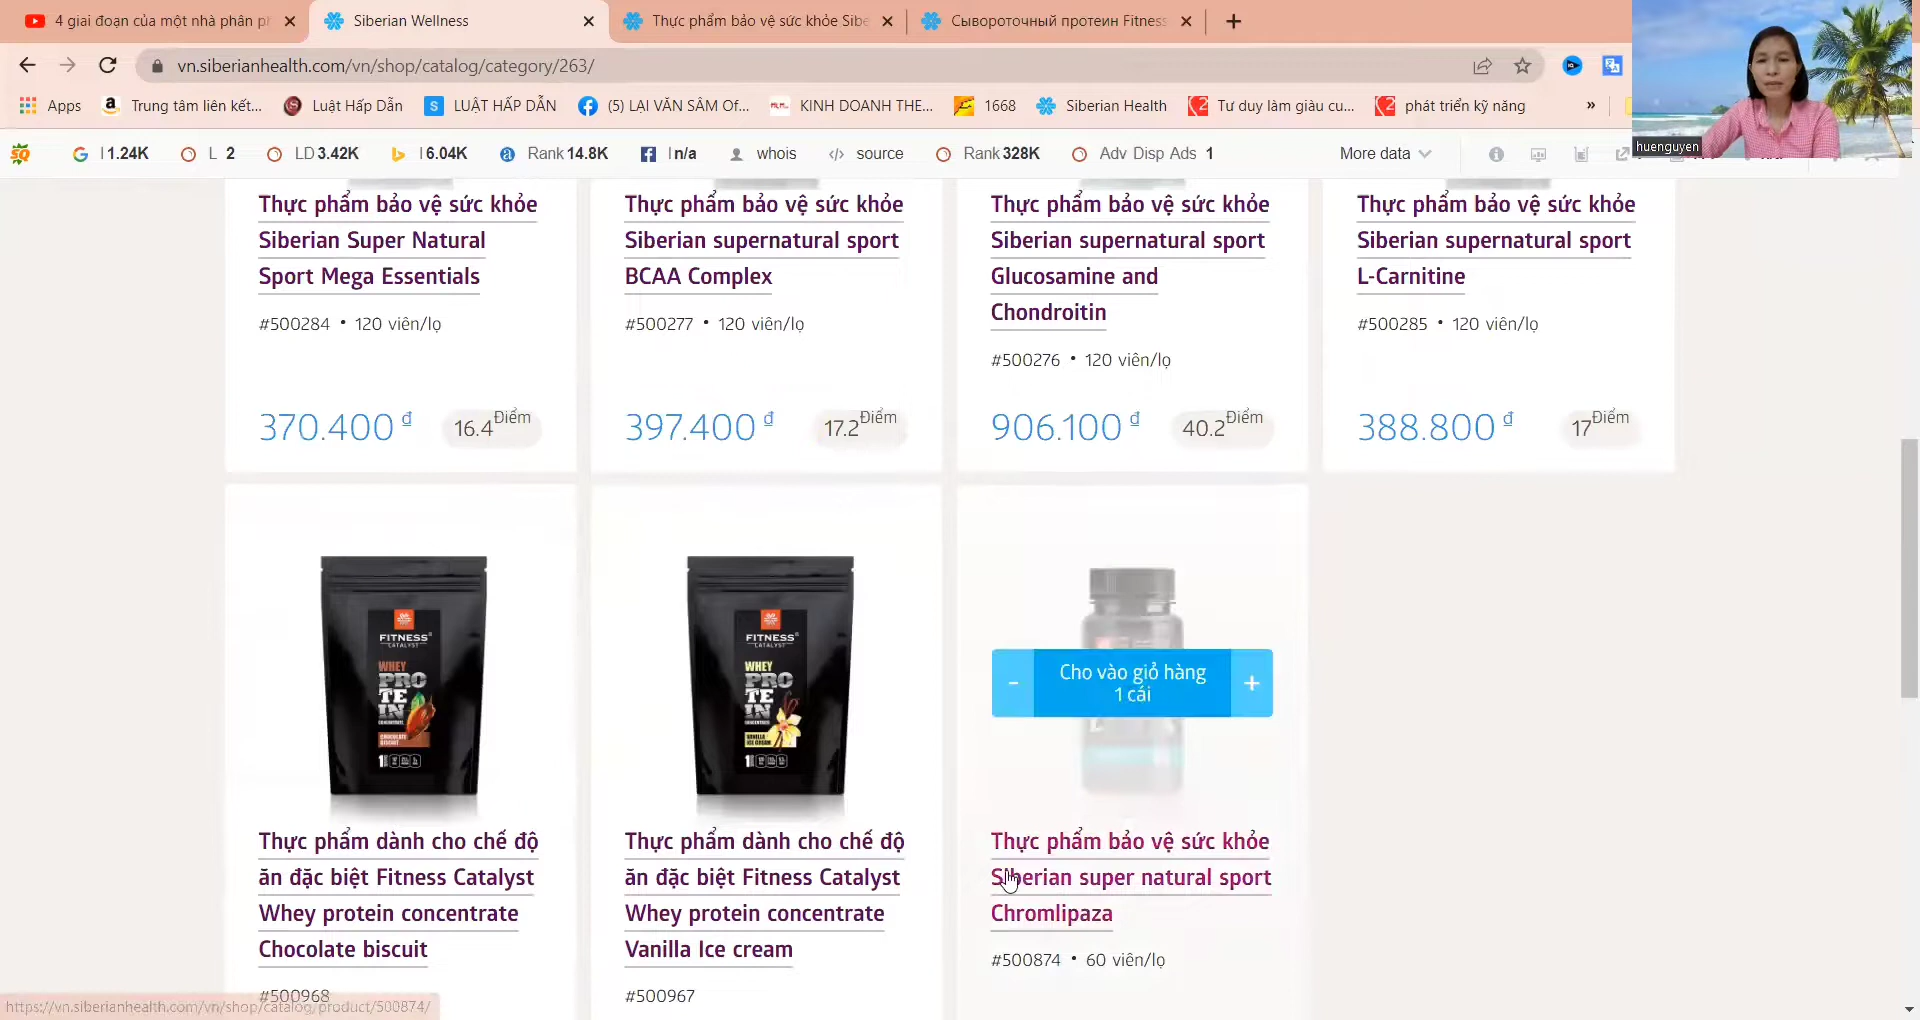 4 giai đoạn của một nhà phân ph
Siberian Wellness
Thực phẩm bảo vệ sức khỏe Sibe
Сывороточный протеин Fitness
vn.siberianhealth.com/vn/shop/catalog/category/263/
Apps
Trung tâm liên kết...
Luật Hấp Dẫn
LUẬT HẤP DẪN
(5) LẠI VĂN SÂM Of...
KINH DOANH THE...
1668
Siberian Health
Tư duy làm giàu cu...
phát triển kỹ năng
»
huenguyen
SQ
I 1.24K
L 2
LD 3.42K
I 6.04K
Rank 14.8K
I n/a
whois
source
Rank 328K
Adv Disp Ads 1
More data
Thực phẩm bảo vệ sức khỏe
Siberian Super Natural
Sport Mega Essentials
#500284 • 120 viên/lọ
370.400 ₫
16.4 Điểm
Thực phẩm bảo vệ sức khỏe
Siberian supernatural sport
BCAA Complex
#500277 • 120 viên/lọ
397.400 ₫
17.2 Điểm
Thực phẩm bảo vệ sức khỏe
Siberian supernatural sport
Glucosamine and
Chondroitin
#500276 • 120 viên/lọ
906.100 ₫
40.2 Điểm
Thực phẩm bảo vệ sức khỏe
Siberian supernatural sport
L-Carnitine
#500285 • 120 viên/lọ
388.800 ₫
17 Điểm
FITNESS
CATALYST
WHEY
PRO
TE
IN
CONCENTRATE
CHOCOLATE
BISCUIT
Thực phẩm dành cho chế độ
ăn đặc biệt Fitness Catalyst
Whey protein concentrate
Chocolate biscuit
#500968
FITNESS
CATALYST
WHEY
PRO
TE
IN
CONCENTRATE
VANILLA
ICE CREAM
Thực phẩm dành cho chế độ
ăn đặc biệt Fitness Catalyst
Whey protein concentrate
Vanilla Ice cream
#500967
- Cho vào giỏ hàng +
1 cái
Thực phẩm bảo vệ sức khỏe
Siberian super natural sport
Chromlipaza
#500874 • 60 viên/lọ
https://vn.siberianhealth.com/vn/shop/catalog/product/500874/